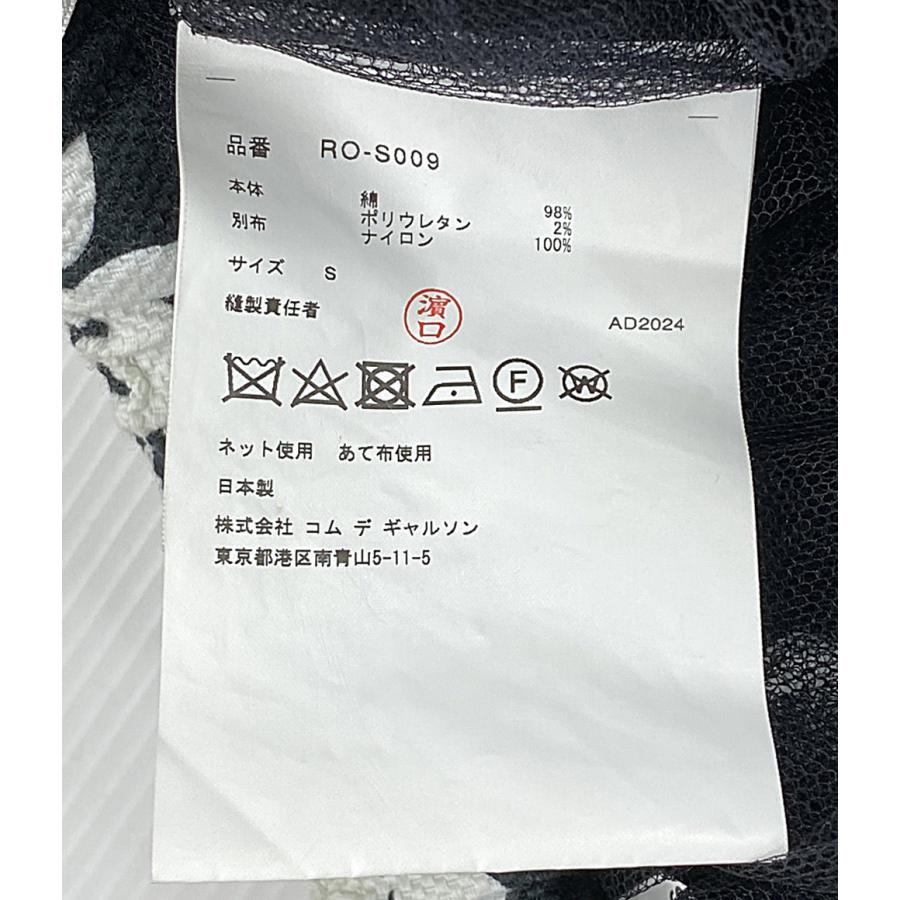 品番 RO-S009
本体 綿 98%
ポリウレタン 2%
別布 ナイロン 100%
サイズ S
縫製責任者 濱口 AD2024
F W
ネット使用 あて布使用
日本製
株式会社 コム デ ギャルソン
東京都港区南青山5-11-5